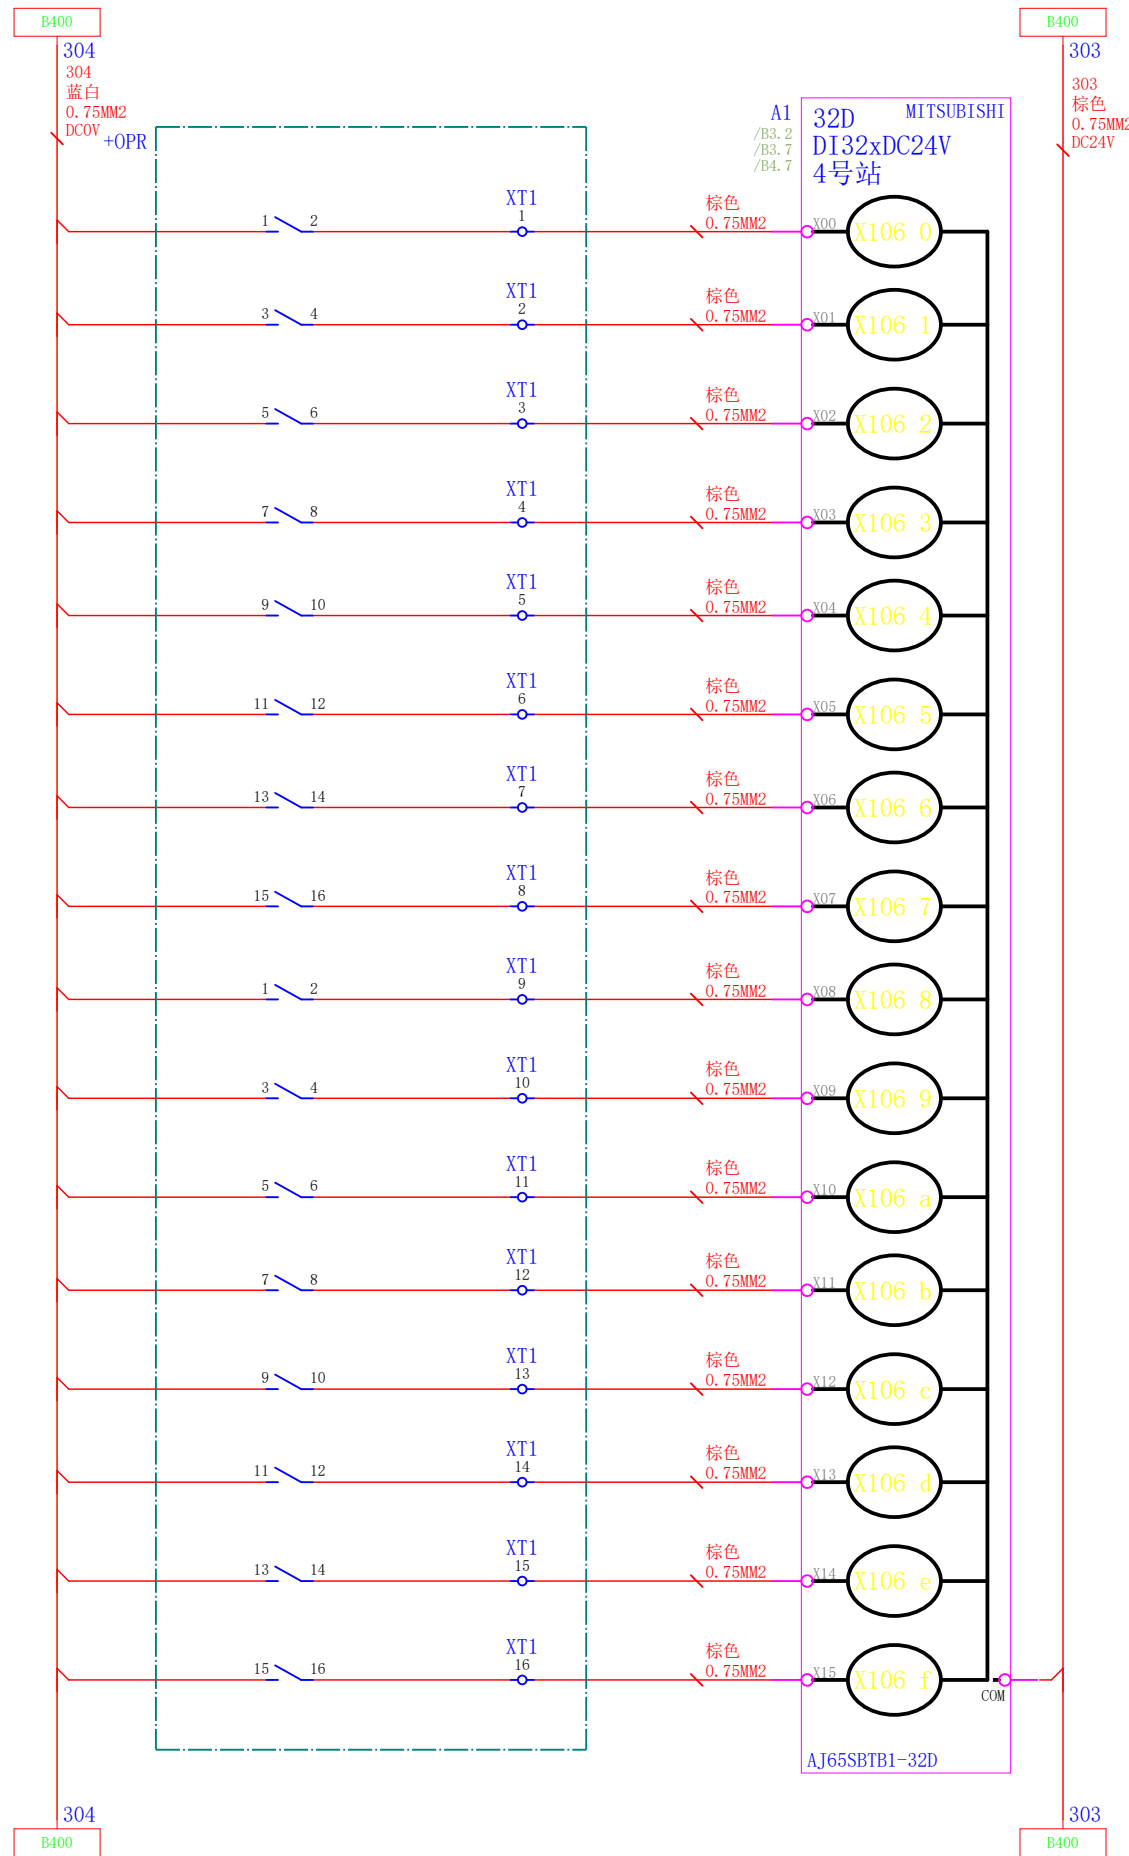 B400
B400
304
303
304
蓝白
0.75MM2
DC0V
303
棕色
0.75MM2
DC24V
+OPR
A1
/B3.2
/B3.7
/B4.7
32D
MITSUBISHI
DI32xDC24V
4号站
1 2
XT1
1
棕色
0.75MM2
X00
X106 0
3 4
XT1
2
棕色
0.75MM2
X01
X106 1
5 6
XT1
3
棕色
0.75MM2
X02
X106 2
7 8
XT1
4
棕色
0.75MM2
X03
X106 3
9 10
XT1
5
棕色
0.75MM2
X04
X106 4
11 12
XT1
6
棕色
0.75MM2
X05
X106 5
13 14
XT1
7
棕色
0.75MM2
X06
X106 6
15 16
XT1
8
棕色
0.75MM2
X07
X106 7
1 2
XT1
9
棕色
0.75MM2
X08
X106 8
3 4
XT1
10
棕色
0.75MM2
X09
X106 9
5 6
XT1
11
棕色
0.75MM2
X10
X106 a
7 8
XT1
12
棕色
0.75MM2
X11
X106 b
9 10
XT1
13
棕色
0.75MM2
X12
X106 c
11 12
XT1
14
棕色
0.75MM2
X13
X106 d
13 14
XT1
15
棕色
0.75MM2
X14
X106 e
15 16
XT1
16
棕色
0.75MM2
X15
X106 f
COM
AJ65SBTB1-32D
304
303
B400
B400